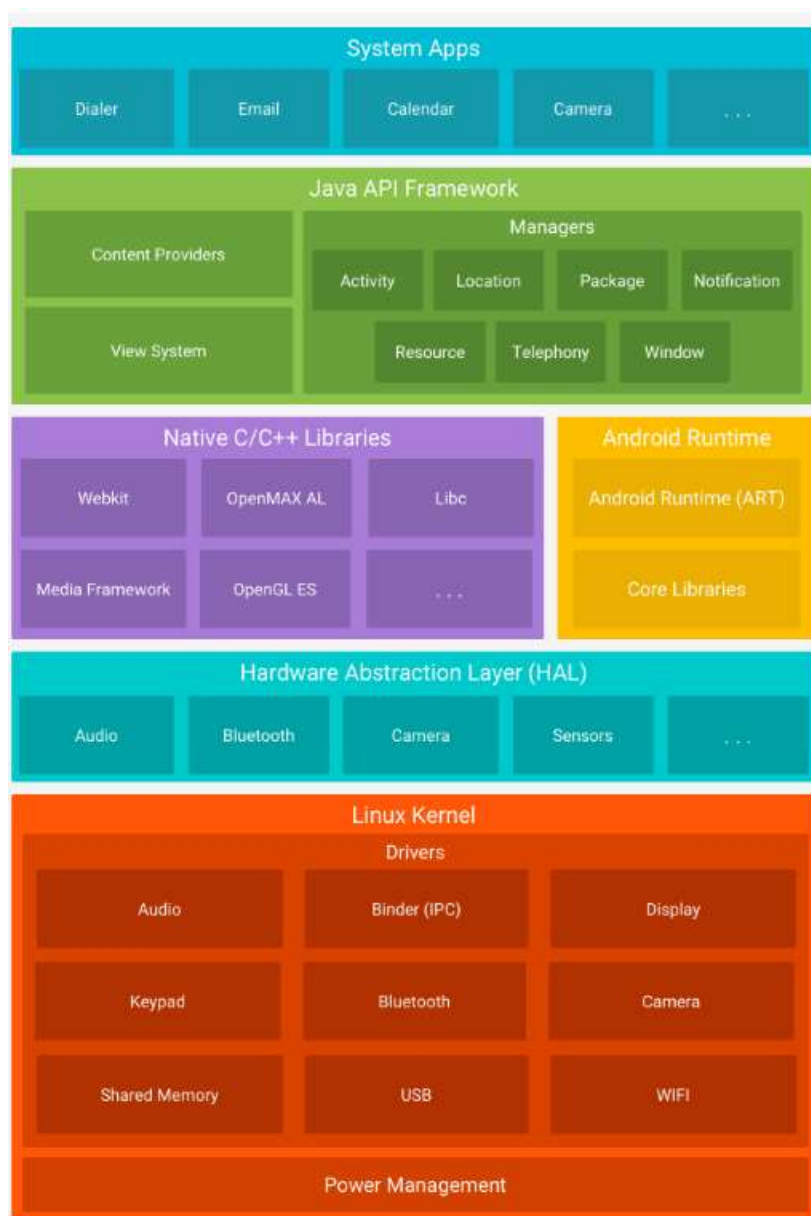 System Apps
Dialer Email Calendar Camera . . .
Java API Framework
Content Providers
View System
Managers
Activity Location Package Notification
Resource Telephony Window
Native C/C++ Libraries
Webkit OpenMAX AL Libc
Media Framework OpenGL ES . . .
Android Runtime
Android Runtime (ART)
Core Libraries
Hardware Abstraction Layer (HAL)
Audio Bluetooth Camera Sensors . . .
Linux Kernel
Drivers
Audio Binder (IPC) Display
Keypad Bluetooth Camera
Shared Memory USB WIFI
Power Management